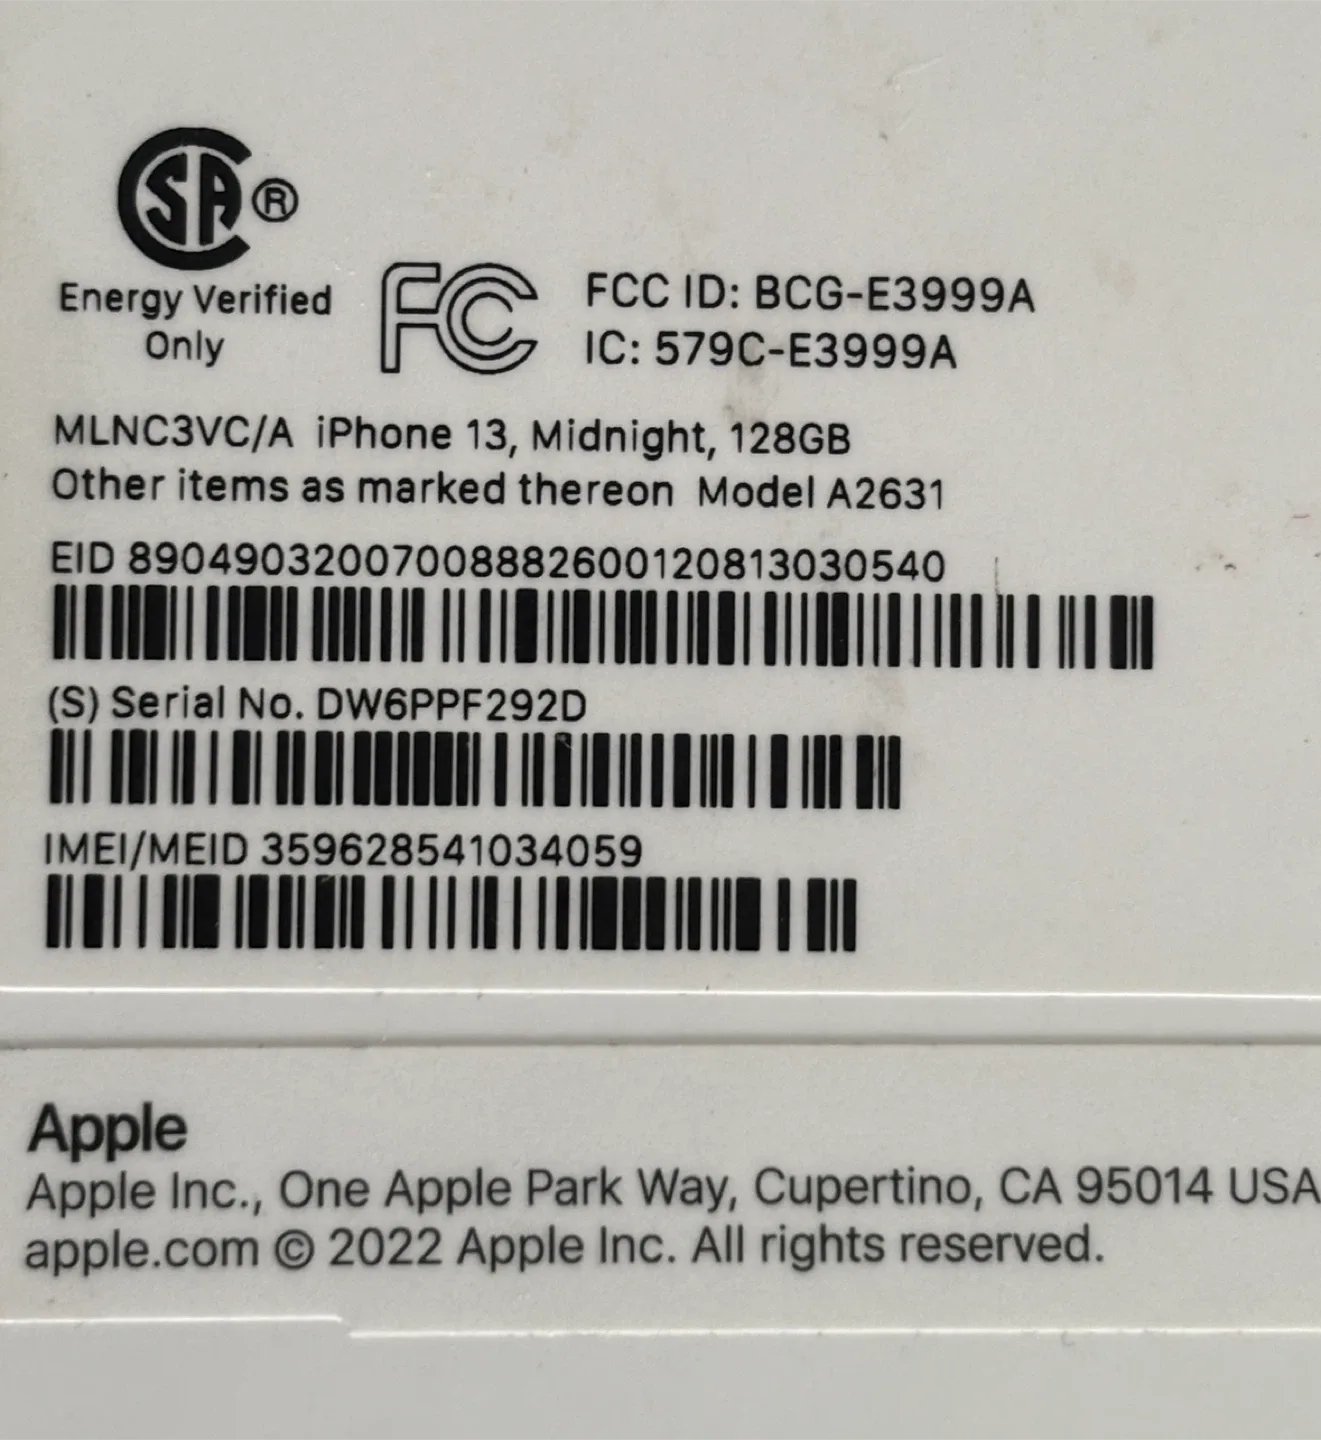 SA®
Energy Verified
Only
FC
FCC ID: BCG-E3999A
IC: 579C-E3999A
MLNC3VC/A iPhone 13, Midnight, 128GB
Other items as marked thereon Model A2631
EID 89049032007008882600120813030540
(S) Serial No. DW6PPF292D
IMEI/MEID 359628541034059
Apple
Apple Inc., One Apple Park Way, Cupertino, CA 95014 USA
apple.com © 2022 Apple Inc. All rights reserved.